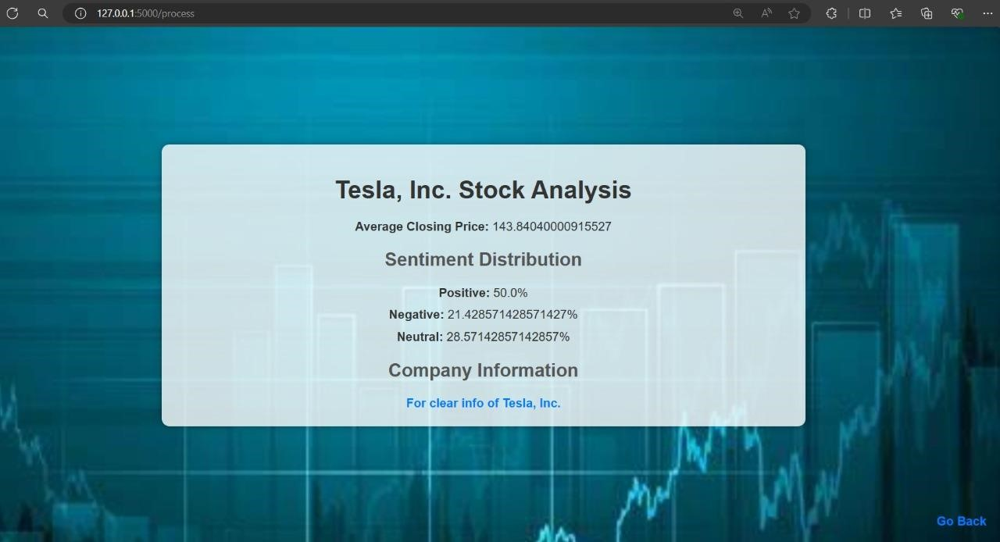 127.0.0.1:5000/process
Tesla, Inc. Stock Analysis
Average Closing Price: 143.84040000915527
Sentiment Distribution
Positive: 50.0%
Negative: 21.428571428571427%
Neutral: 28.57142857142857%
Company Information
For clear info of Tesla, Inc.
Go Back